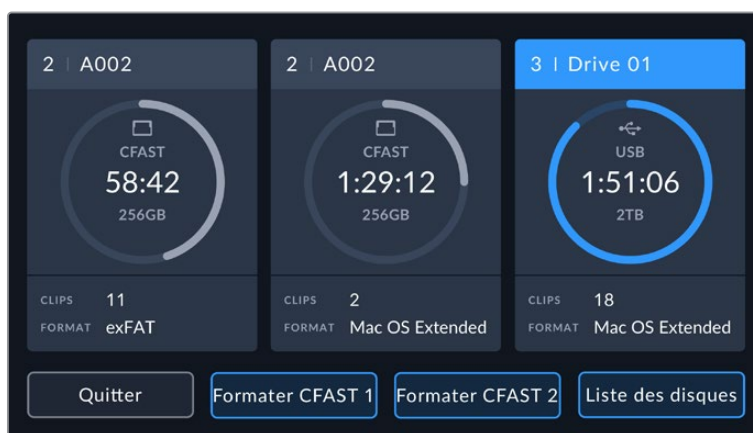 2 | A002
CFAST
58:42
256GB
CLIPS 11
FORMAT exFAT
2 | A002
CFAST
1:29:12
256GB
CLIPS 2
FORMAT Mac OS Extended
3 | Drive 01
USB
1:51:06
2TB
CLIPS 18
FORMAT Mac OS Extended
Quitter
Formater CFAST 1
Formater CFAST 2
Liste des disques